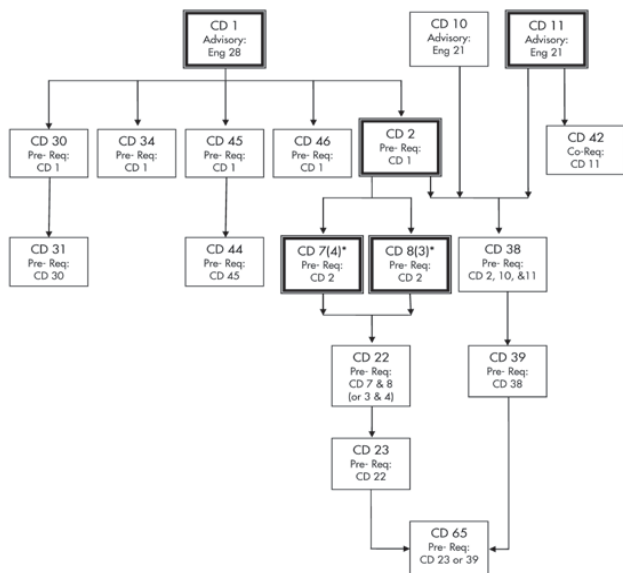 CD 1
Advisory:
Eng 28
CD 10
Advisory:
Eng 21
CD 11
Advisory:
Eng 21
CD 30
Pre- Req:
CD 1
CD 34
Pre- Req:
CD 1
CD 45
Pre- Req:
CD 1
CD 46
Pre- Req:
CD 1
CD 2
Pre- Req:
CD 1
CD 42
Co-Req:
CD 11
CD 31
Pre- Req:
CD 30
CD 44
Pre- Req:
CD 45
CD 7(4)*
Pre- Req:
CD 2
CD 8(3)*
Pre- Req:
CD 2
CD 38
Pre- Req:
CD 2, 10, &11
CD 22
Pre- Req:
CD 7 & 8
(or 3 & 4)
CD 39
Pre- Req:
CD 38
CD 23
Pre- Req:
CD 22
CD 65
Pre- Req:
CD 23 or 39